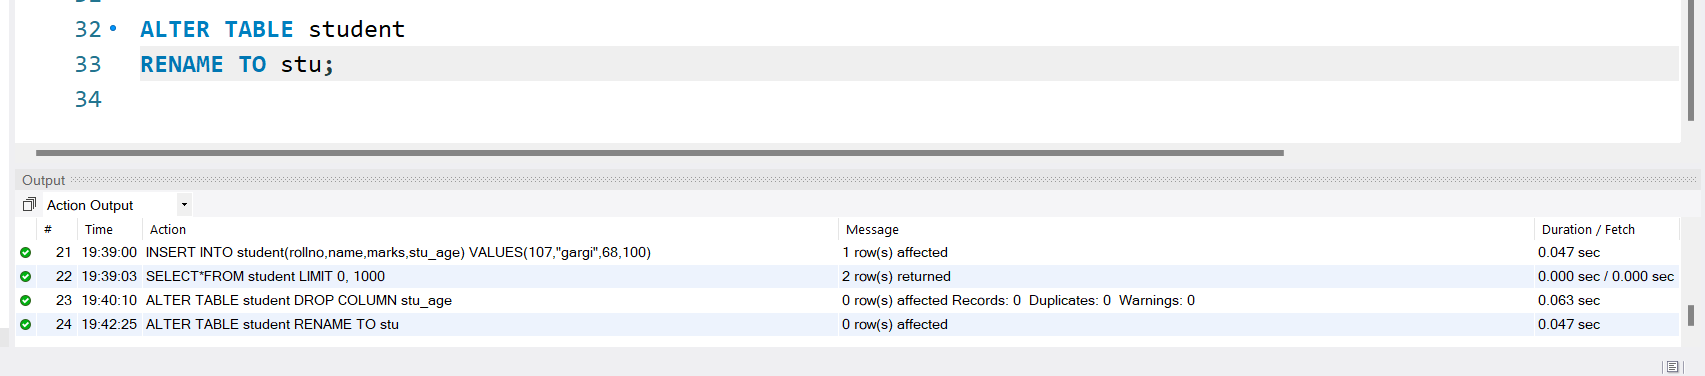 32 ALTER TABLE student
33 RENAME TO stu;
34
Output
Action Output
# Time Action Message Duration / Fetch
21 19:39:00 INSERT INTO student(rollno,name,marks,stu_age) VALUES(107,"gargi",68,100) 1 row(s) affected 0.047 sec
22 19:39:03 SELECT*FROM student LIMIT 0, 1000 2 row(s) returned 0.000 sec / 0.000 sec
23 19:40:10 ALTER TABLE student DROP COLUMN stu_age 0 row(s) affected Records: 0  Duplicates: 0  Warnings: 0 0.063 sec
24 19:42:25 ALTER TABLE student RENAME TO stu 0 row(s) affected 0.047 sec